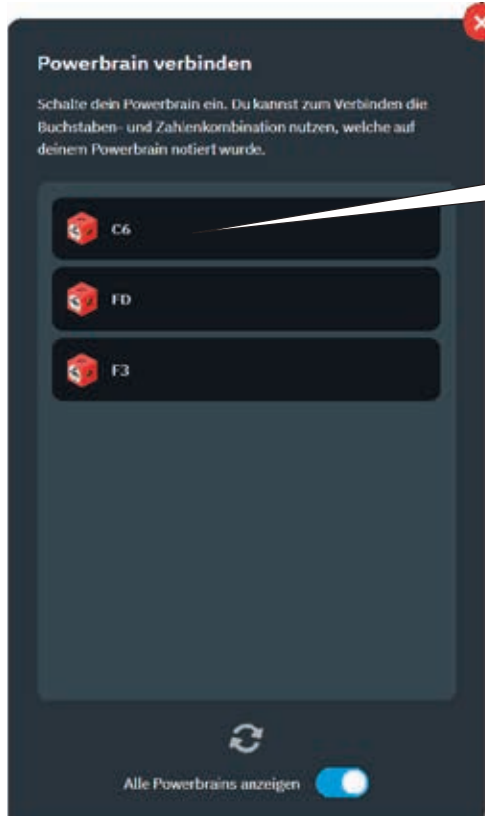 Powerbrain verbinden
Schalte dein Powerbrain ein. Du kannst zum Verbinden die
Buchstaben- und Zahlenkombination nutzen, welche auf
deinem Powerbrain notiert wurde.
C6
FD
F3
Alle Powerbrains anzeigen